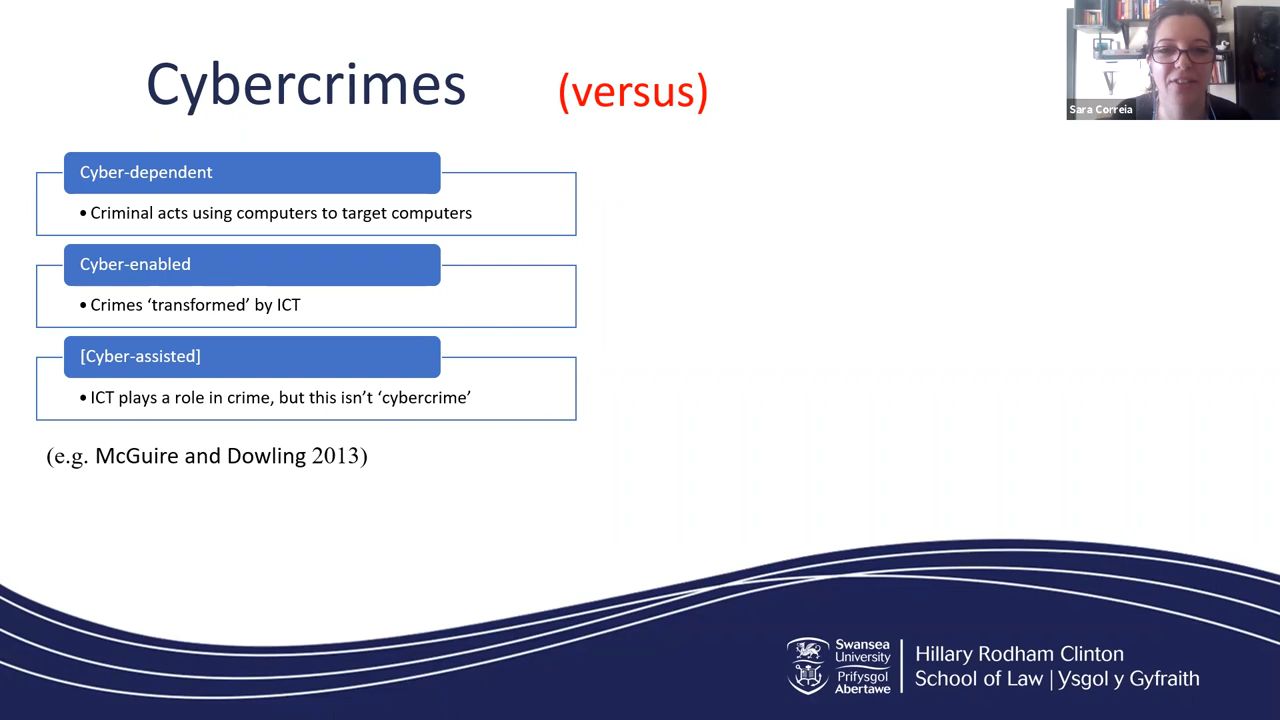 Cybercrimes (versus)
Sara Correia
Cyber-dependent
• Criminal acts using computers to target computers
Cyber-enabled
• Crimes ‘transformed’ by ICT
[Cyber-assisted]
• ICT plays a role in crime, but this isn’t ‘cybercrime’
(e.g. McGuire and Dowling 2013)
Swansea
University
Prifysgol
Abertawe
Hillary Rodham Clinton
School of Law | Ysgol y Gyfraith